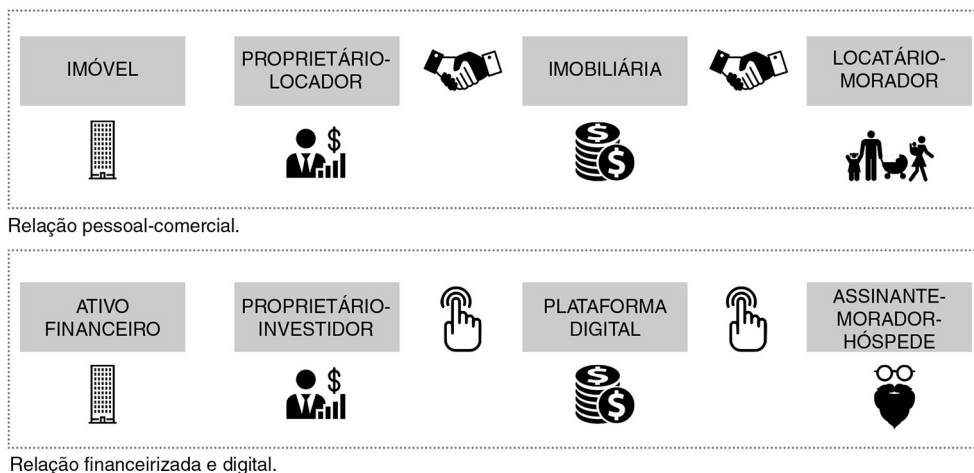 IMÓVEL
PROPRIETÁRIO-
LOCADOR
IMOBILIÁRIA
LOCATÁRIO-
MORADOR
$
$
$
Relação pessoal-comercial.
ATIVO
FINANCEIRO
PROPRIETÁRIO-
INVESTIDOR
PLATAFORMA
DIGITAL
ASSINANTE-
MORADOR-
HÓSPEDE
$
$
$
Relação financeirizada e digital.